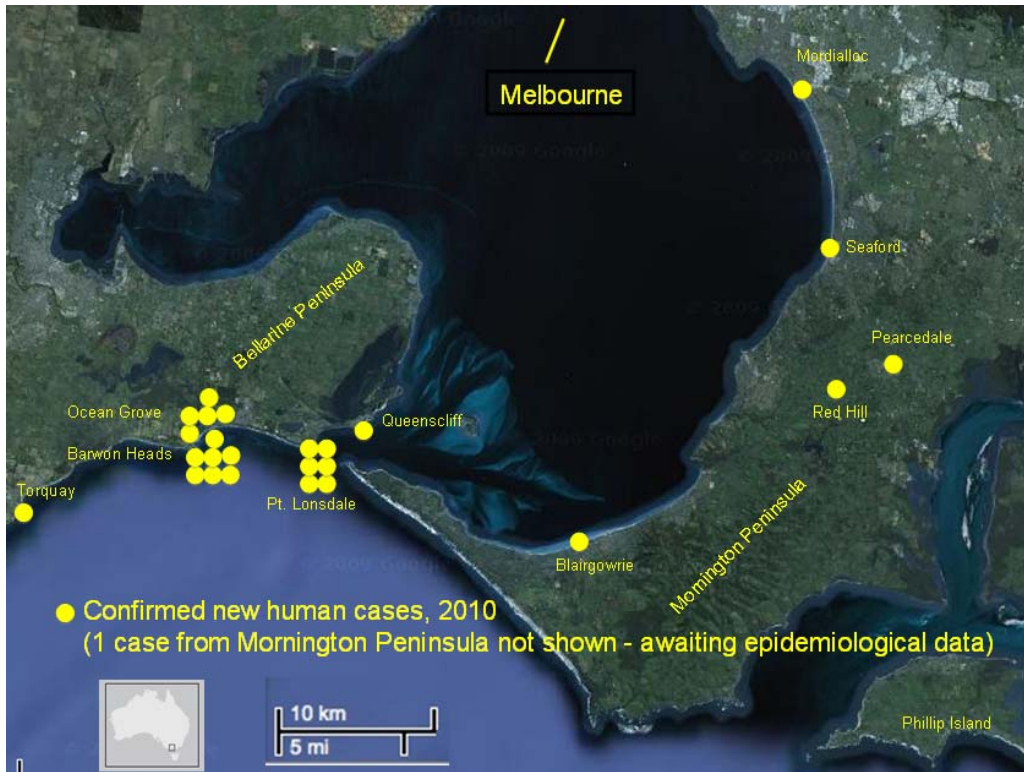 Melbourne
Mordialloc
Seaford
Bellarine Peninsula
Pearcedale
Red Hill
Ocean Grove
Queenscliff
Barwon Heads
Torquay
Pt. Lonsdale
Mornington Peninsula
Blairgowrie
Confirmed new human cases, 2010
(1 case from Mornington Peninsula not shown - awaiting epidemiological data)
10 km
5 mi
Phillip Island